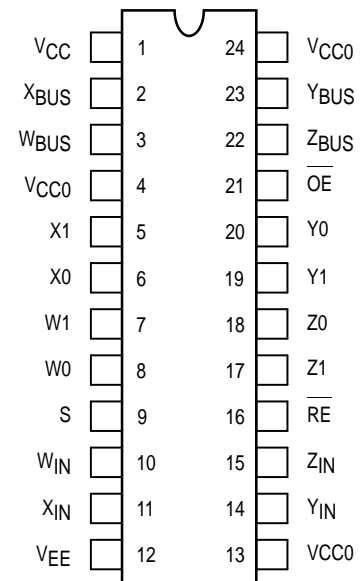 VCC 1 24 VCC0
XBUS 2 23 YBUS
WBUS 3 22 ZBUS
VCC0 4 21 OE
X1 5 20 Y0
X0 6 19 Y1
W1 7 18 Z0
W0 8 17 Z1
S 9 16 RE
WIN 10 15 ZIN
XIN 11 14 YIN
VEE 12 13 VCC0